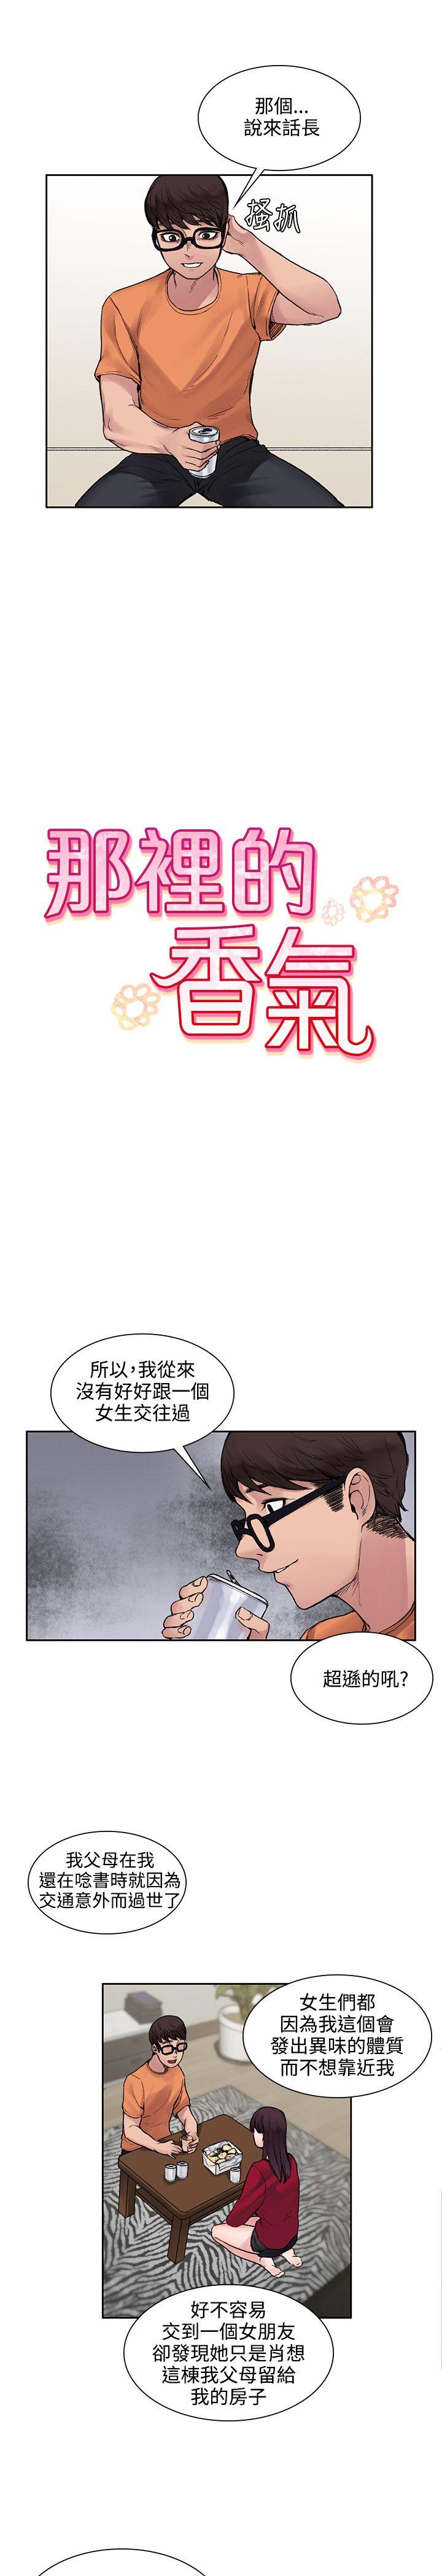 那個...
說來話長
搔抓
那裡的
香氣
所以,我從來
沒有好好跟一個
女生交往過
超遜的吼?
我父母在我
還在唸書時就因為
交通意外而過世了
女生們都
因為我這個會
發出異味的體質
而不想靠近我
好不容易
交到一個女朋友
卻發現她只是肖想
這棟我父母留給
我的房子